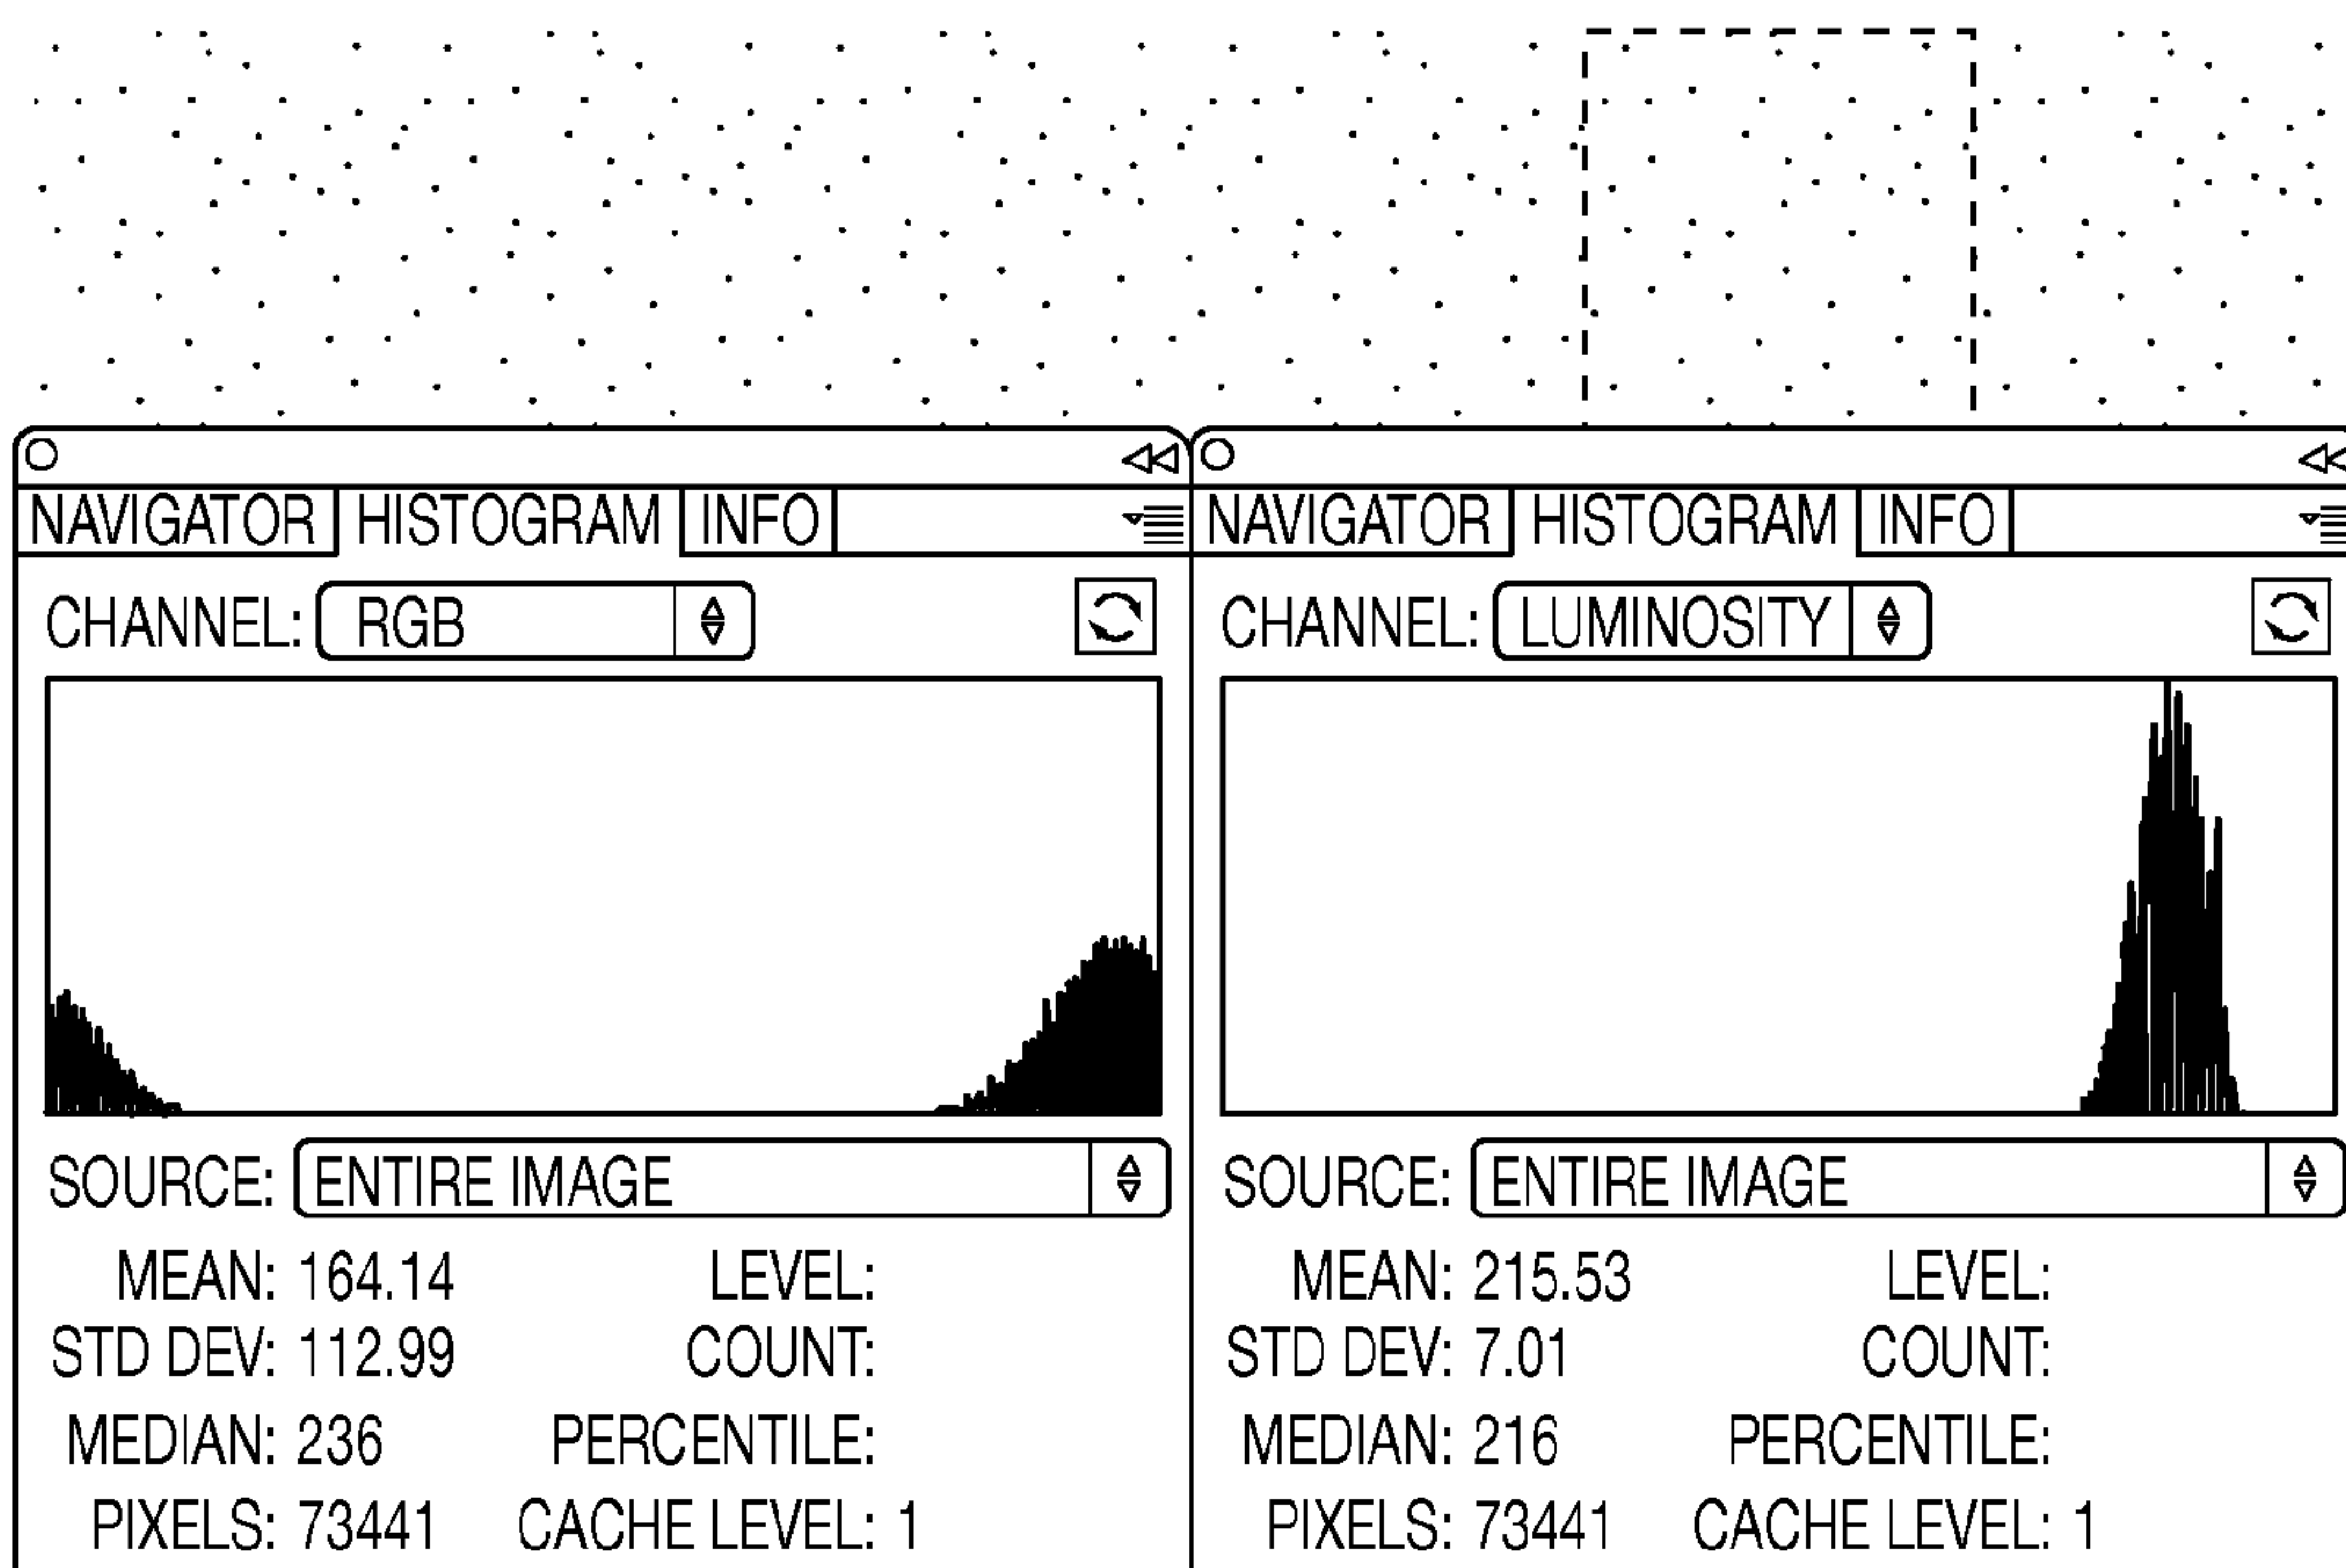 NAVIGATOR HISTOGRAM INFO
CHANNEL: RGB
SOURCE: ENTIRE IMAGE
MEAN: 164.14 LEVEL:
STD DEV: 112.99 COUNT:
MEDIAN: 236 PERCENTILE:
PIXELS: 73441 CACHE LEVEL: 1
NAVIGATOR HISTOGRAM INFO
CHANNEL: LUMINOSITY
SOURCE: ENTIRE IMAGE
MEAN: 215.53 LEVEL:
STD DEV: 7.01 COUNT:
MEDIAN: 216 PERCENTILE:
PIXELS: 73441 CACHE LEVEL: 1